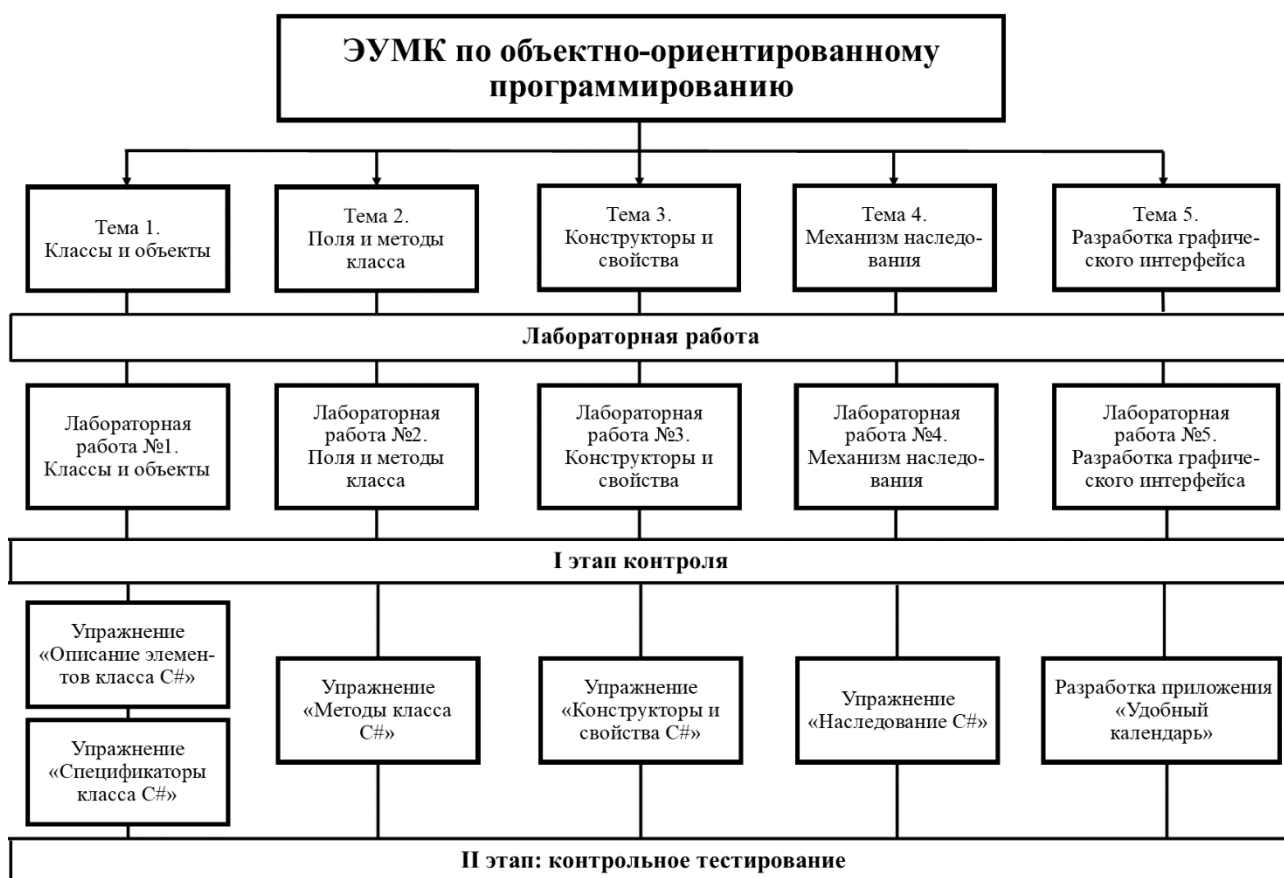 ЭУМК по объектно-ориентированному
программированию
Тема 1.
Классы и объекты
Тема 2.
Поля и методы
класса
Тема 3.
Конструкторы и
свойства
Тема 4.
Механизм наследо-
вания
Тема 5.
Разработка графиче-
ского интерфейса
Лабораторная работа
Лабораторная
работа №1.
Классы и объекты
Лабораторная
работа №2.
Поля и методы
класса
Лабораторная
работа №3.
Конструкторы и
свойства
Лабораторная
работа №4.
Механизм наследо-
вания
Лабораторная
работа №5.
Разработка графиче-
ского интерфейса
I этап контроля
Упражнение
«Описание элемен-
тов класса C#»
Упражнение
«Спецификаторы
класса C#»
Упражнение
«Методы класса
C#»
Упражнение
«Конструкторы и
свойства C#»
Упражнение
«Наследование C#»
Разработка приложения
«Удобный
календарь»
II этап: контрольное тестирование